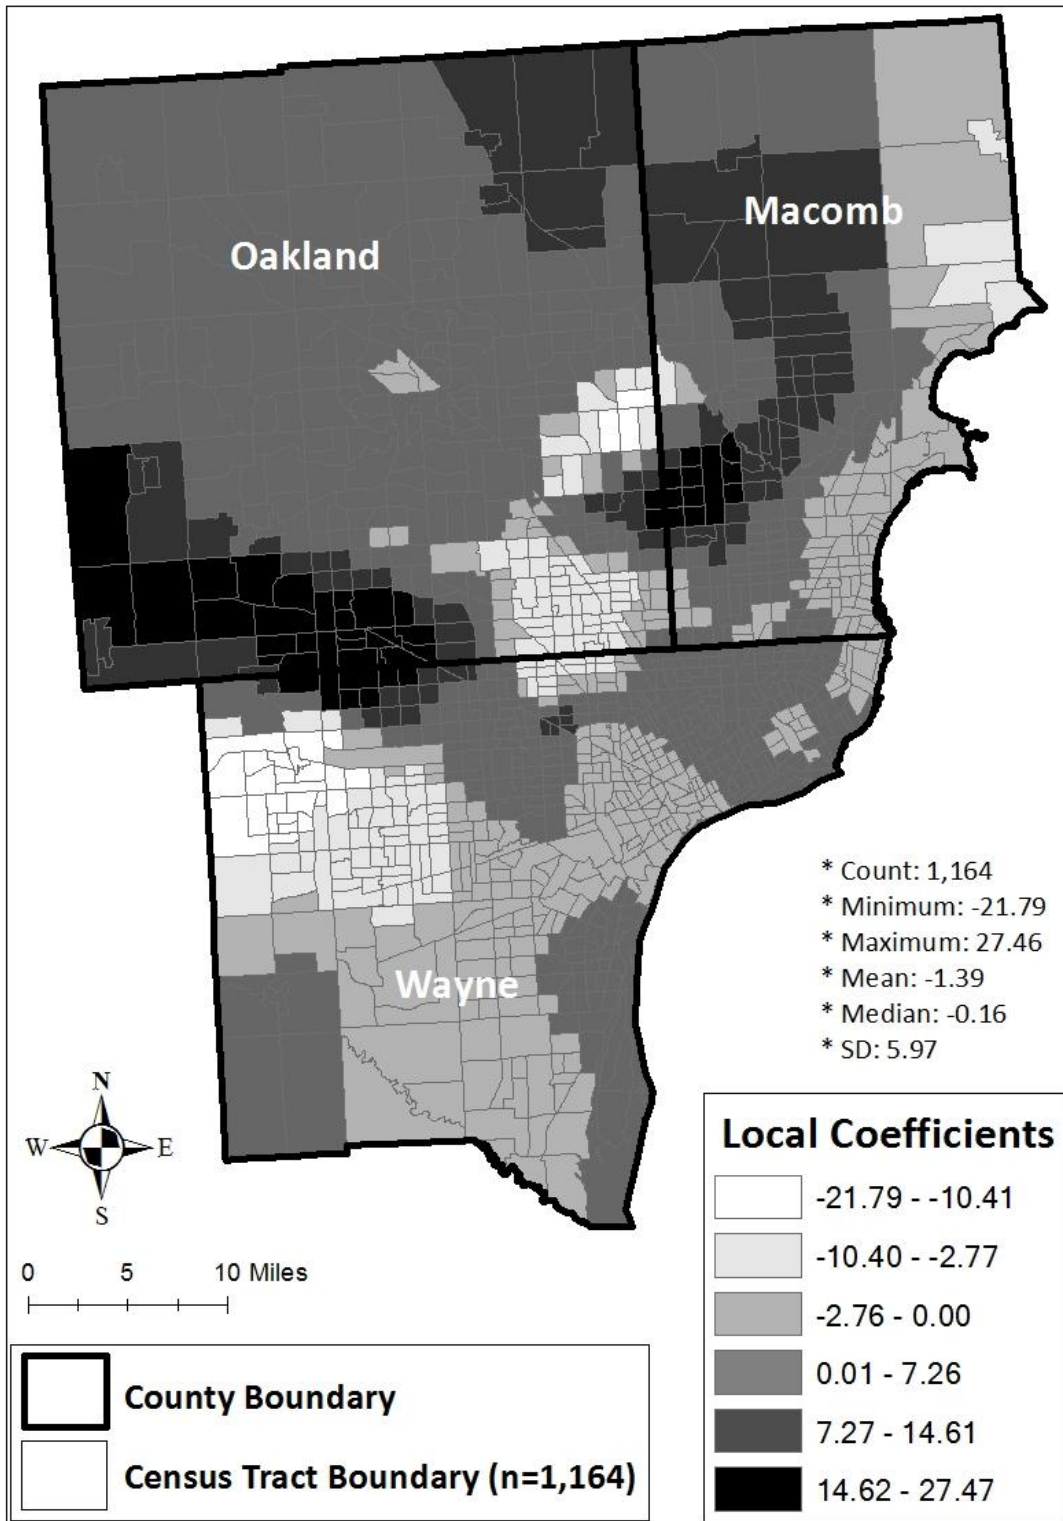 Macomb
Oakland
Wayne
* Count: 1,164
* Minimum: -21.79
* Maximum: 27.46
* Mean: -1.39
* Median: -0.16
* SD: 5.97
N
W E
S
0 5 10 Miles
County Boundary
Census Tract Boundary (n=1,164)
Local Coefficients
-21.79 - -10.41
-10.40 - -2.77
-2.76 - 0.00
0.01 - 7.26
7.27 - 14.61
14.62 - 27.47